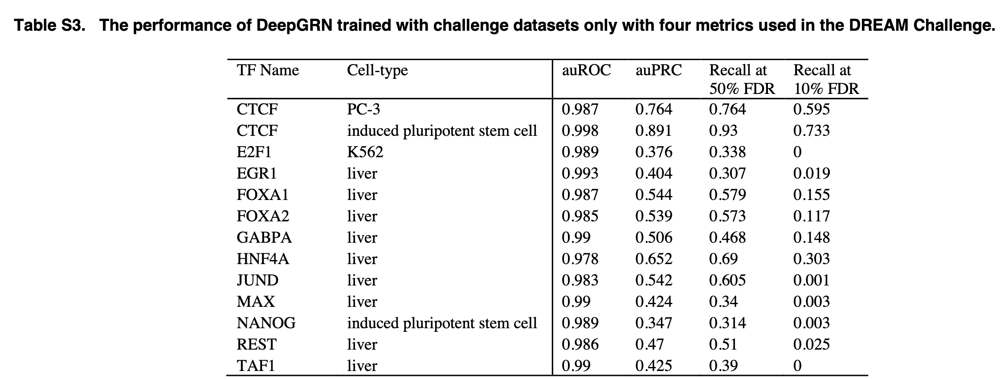 Table S3. The performance of DeepGRN trained with challenge datasets only with four metrics used in the DREAM Challenge.
TF Name Cell-type auROC auPRC Recall at 50% FDR Recall at 10% FDR
CTCF PC-3 0.987 0.764 0.764 0.595
CTCF induced pluripotent stem cell 0.998 0.891 0.93 0.733
E2F1 K562 0.989 0.376 0.338 0
EGR1 liver 0.993 0.404 0.307 0.019
FOXA1 liver 0.987 0.544 0.579 0.155
FOXA2 liver 0.985 0.539 0.573 0.117
GABPA liver 0.99 0.506 0.468 0.148
HNF4A liver 0.978 0.652 0.69 0.303
JUND liver 0.983 0.542 0.605 0.001
MAX liver 0.99 0.424 0.34 0.003
NANOG induced pluripotent stem cell 0.989 0.347 0.314 0.003
REST liver 0.986 0.47 0.51 0.025
TAF1 liver 0.99 0.425 0.39 0